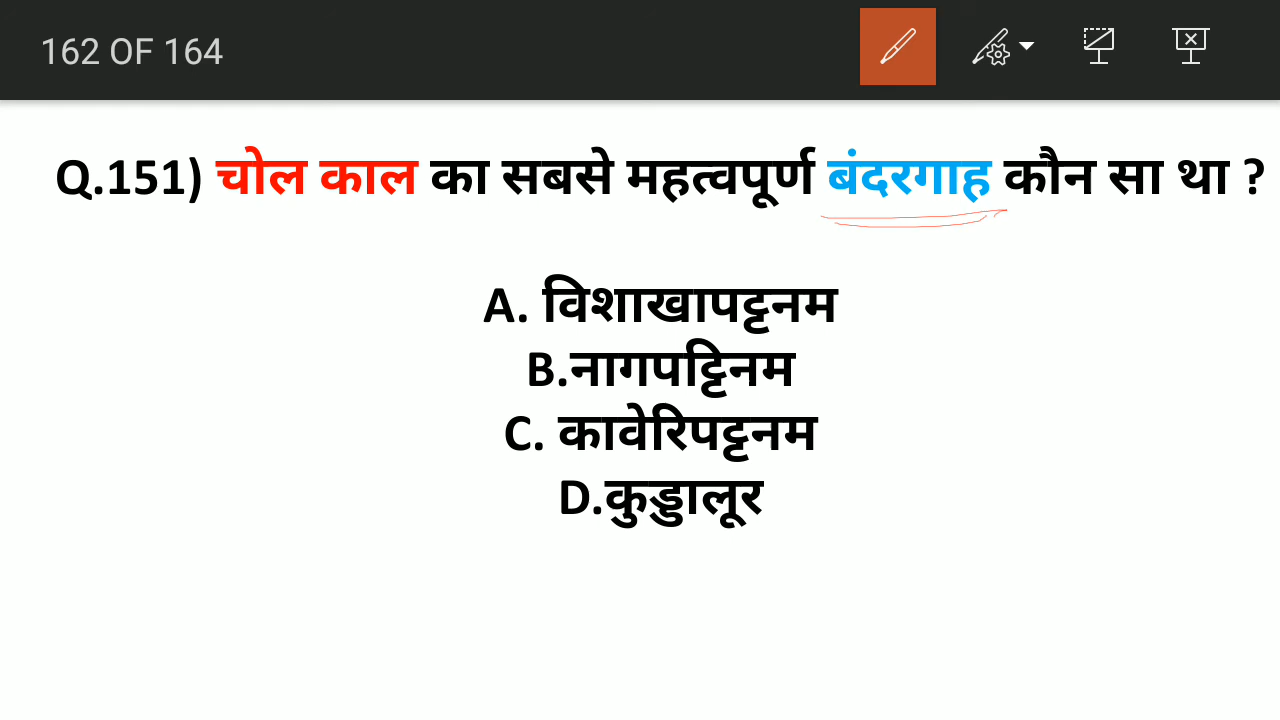 162 OF 164
Q.151) चोल काल का सबसे महत्वपूर्ण बंदरगाह कौन सा था ?
A. विशाखापट्टनम
B.नागपट्टिनम
C. कावेरिपट्टनम
D.कुड्डालूर